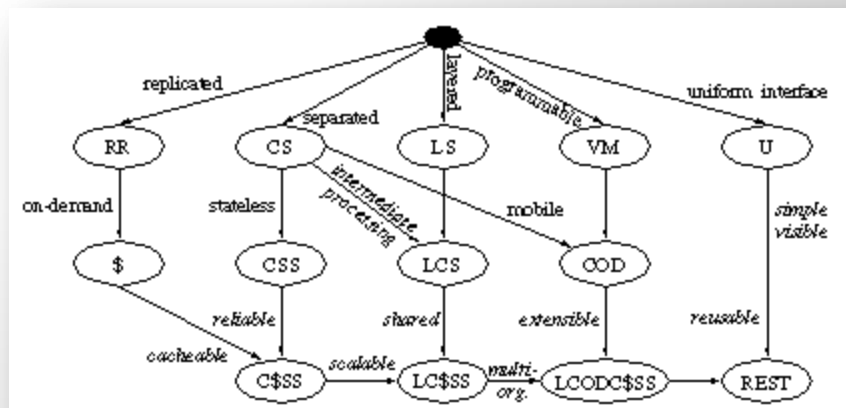 layered
programmable
replicated
uniform interface
separated
RR
CS
LS
VM
U
on-demand
stateless
intermediate
processing
mobile
simple
visible
$
CSS
LCS
COD
reliable
shared
extensible
reusable
cacheable
scalable
multi-
org.
C$SS
LC$SS
LCODC$SS
REST